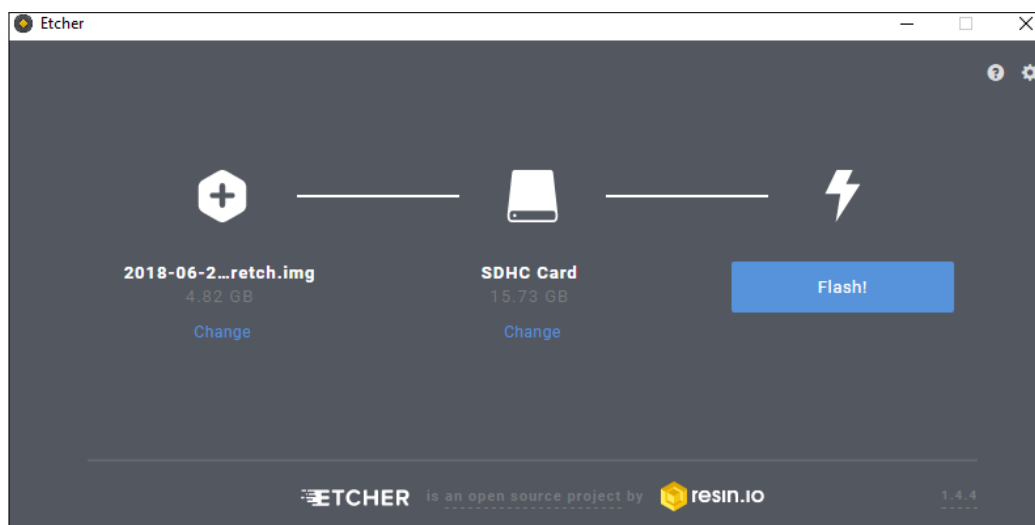 Etcher
2018-06-2...retch.img
SDHC Card
Flash!
4.82 GB
15.73 GB
Change
Change
ETCHER is an open source project by resin.io
1.4.4